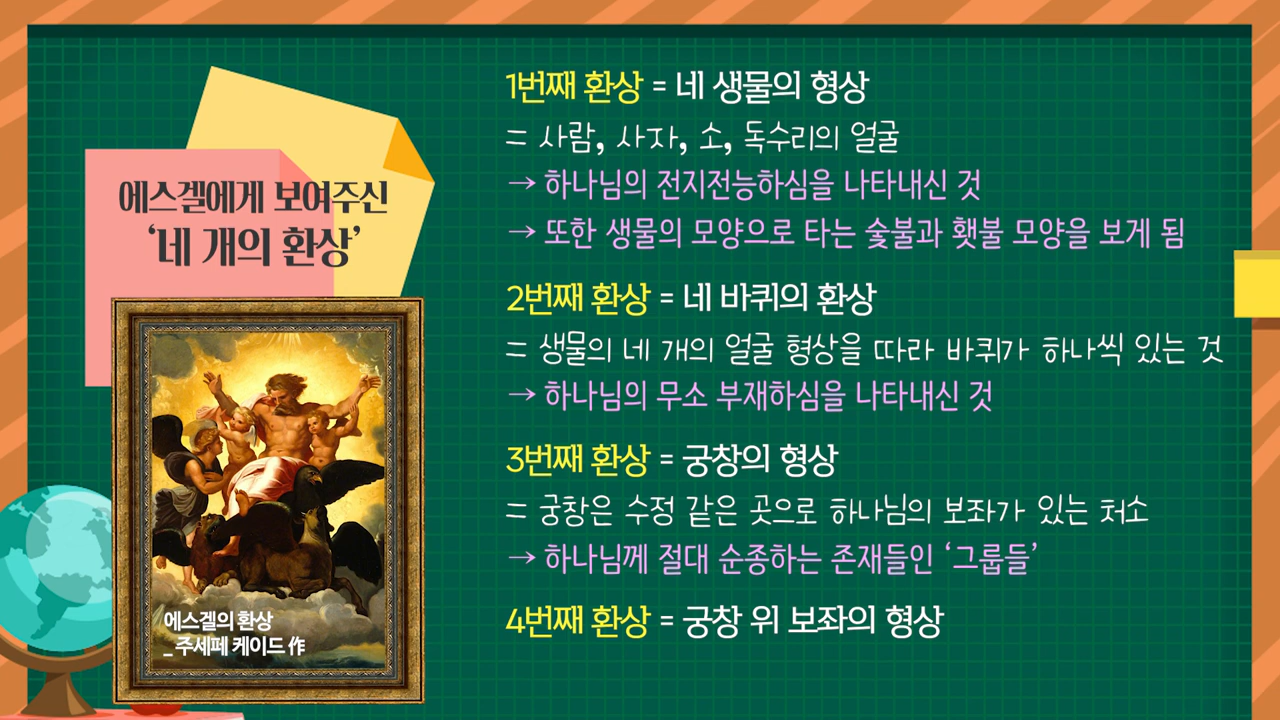 에스겔에게 보여주신
‘네 개의 환상’
에스겔의 환상
_ 주세페 케이드 作
1번째 환상 = 네 생물의 형상
= 사람, 사자, 소, 독수리의 얼굴
→ 하나님의 전지전능하심을 나타내신 것
→ 또한 생물의 모양으로 타는 숯불과 횃불 모양을 보게 됨
2번째 환상 = 네 바퀴의 환상
= 생물의 네 개의 얼굴 형상을 따라 바퀴가 하나씩 있는 것
→ 하나님의 무소 부재하심을 나타내신 것
3번째 환상 = 궁창의 형상
= 궁창은 수정 같은 곳으로 하나님의 보좌가 있는 처소
→ 하나님께 절대 순종하는 존재들인 ‘그룹들’
4번째 환상 = 궁창 위 보좌의 형상